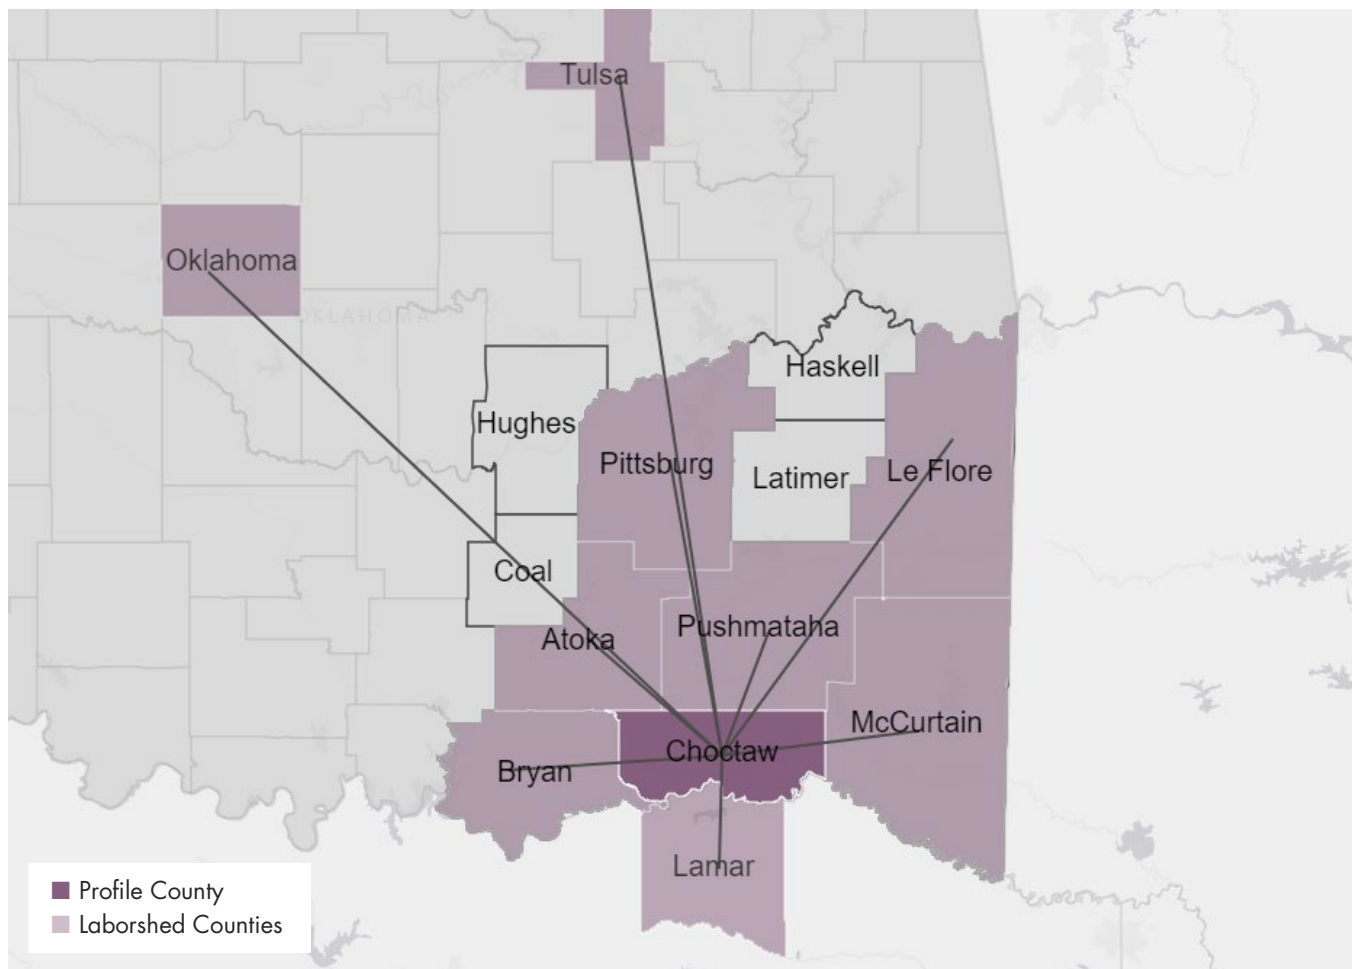 Tulsa
Oklahoma
OKLAHOMA
Haskell
Hughes
Pittsburg
Latimer
Le Flore
Coal
Atoka
Pushmataha
McCurtain
Choctaw
Bryan
Lamar
Profile County
Laborshed Counties